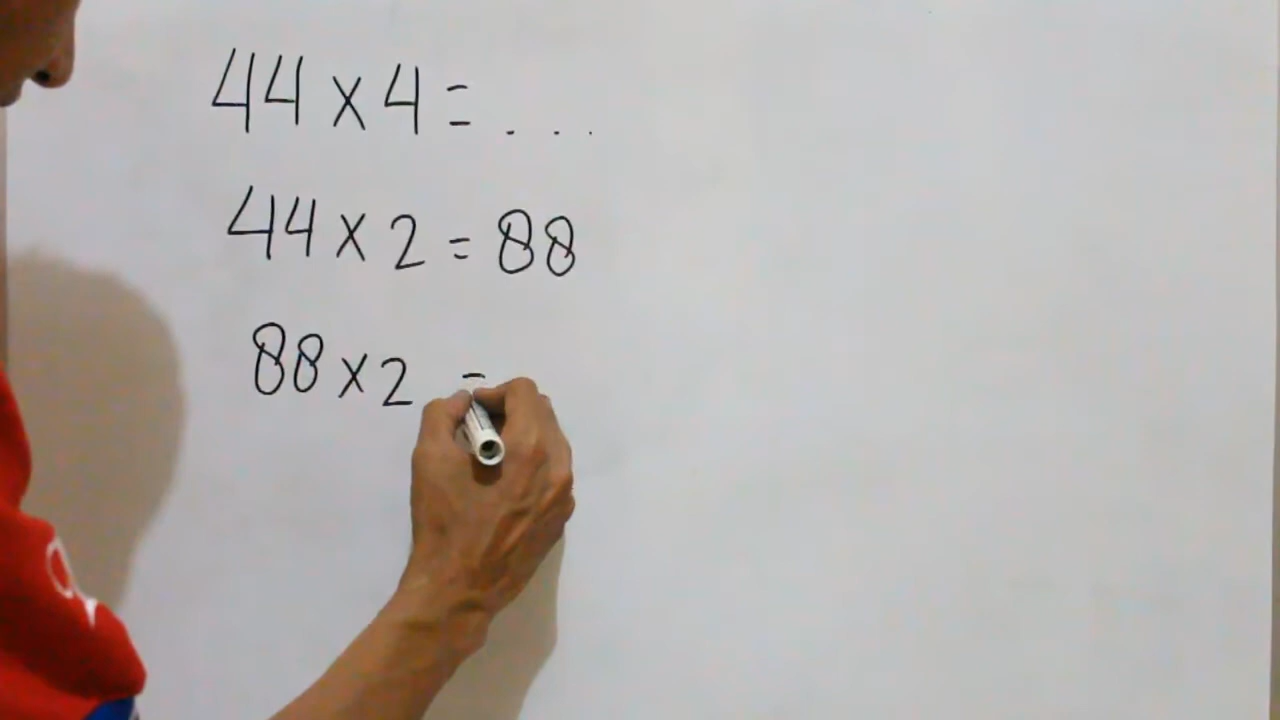 44 x 4 = . . .
44 x 2 = 88
88 x 2 =